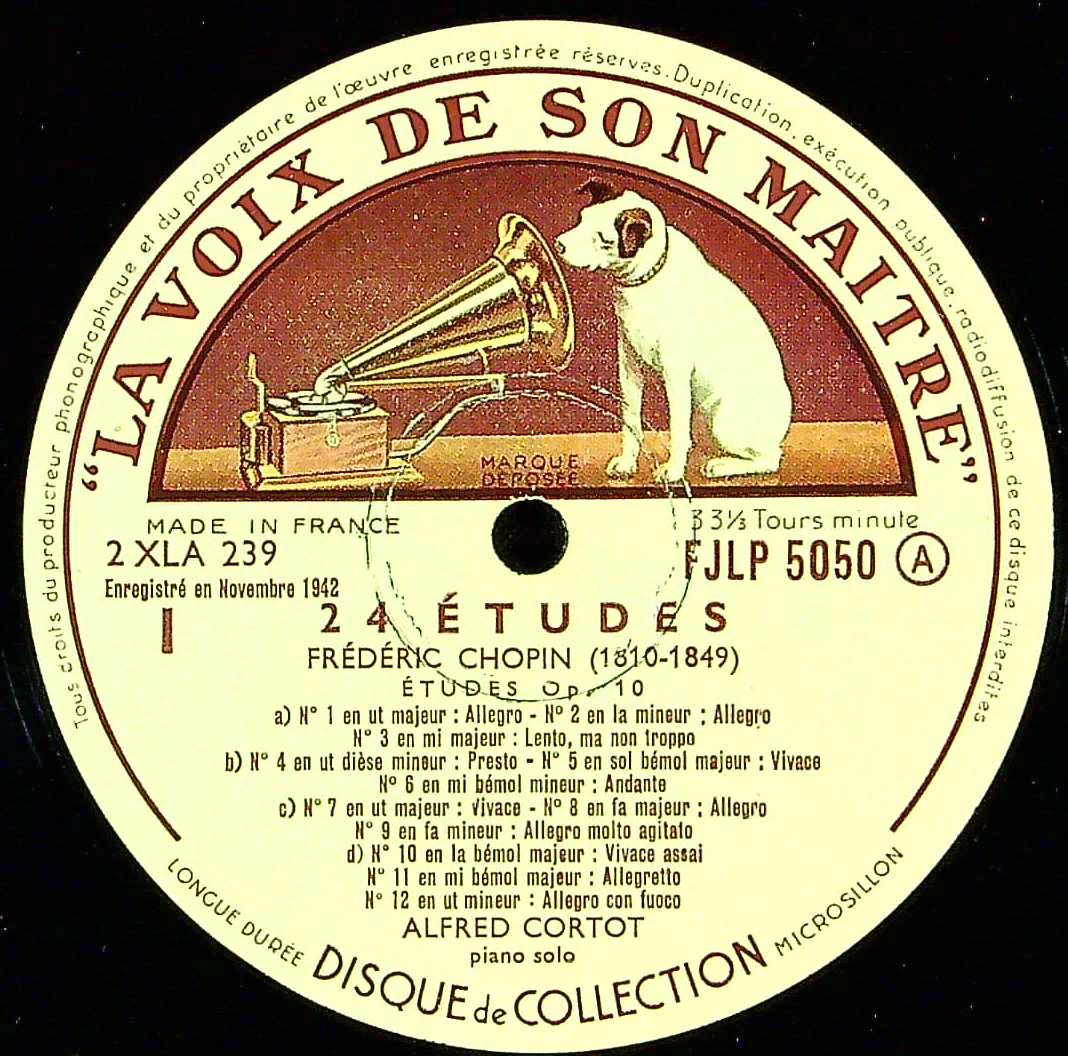 Tous droits du producteur phonographique et du propriétaire de l'œuvre enregistrée réservés. Duplication, exécution publique, radiodiffusion de ce disque interdites
“LA VOIX DE SON MAITRE”
MARQUE
DÉPOSÉE
MADE IN FRANCE 33⅓ Tours minute
2 XLA 239 FJLP 5050 A
Enregistré en Novembre 1942
I 24 ÉTUDES
FRÉDÉRIC CHOPIN (1810-1849)
ÉTUDES Op. 10
a) N° 1 en ut majeur : Allegro - N° 2 en la mineur : Allegro
N° 3 en mi majeur : Lento, ma non troppo
b) N° 4 en ut dièse mineur : Presto - N° 5 en sol bémol majeur : Vivace
N° 6 en mi bémol mineur : Andante
c) N° 7 en ut majeur : Vivace - N° 8 en fa majeur : Allegro
N° 9 en fa mineur : Allegro molto agitato
d) N° 10 en la bémol majeur : Vivace assai
N° 11 en mi bémol majeur : Allegretto
N° 12 en ut mineur : Allegro con fuoco
ALFRED CORTOT
piano solo
LONGUE DURÉE MICROSILLON
DISQUE de COLLECTION